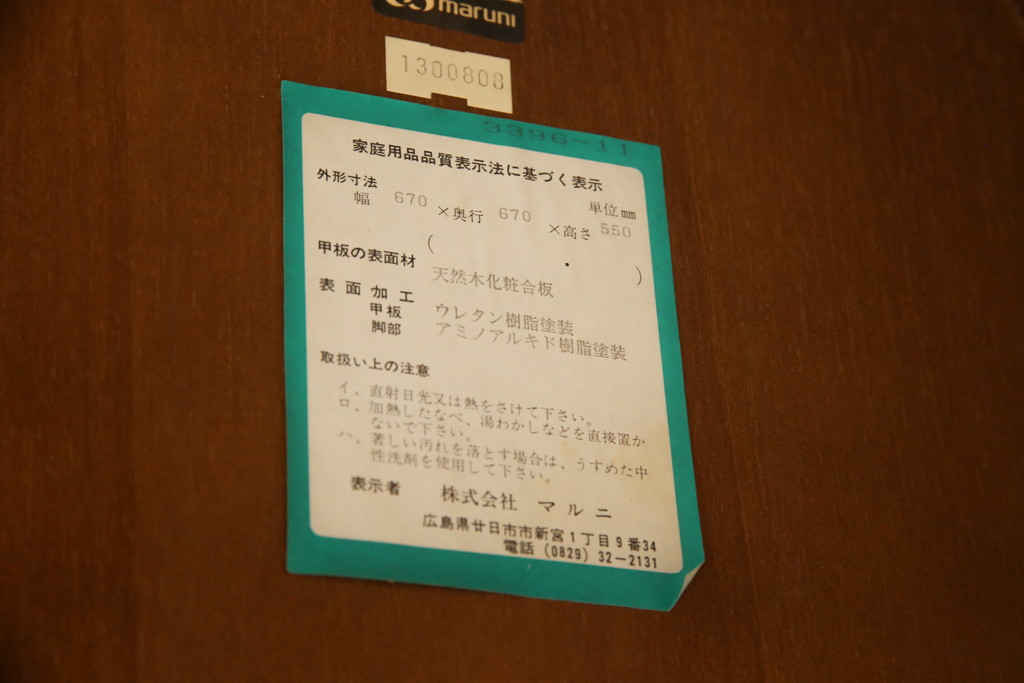 maruni
1300808
3396-11
家庭用品品質表示法に基づく表示
外形寸法 単位mm
幅 670 ×奥行 670 ×高さ 550
( ・ )
甲板の表面材 天然木化粧合板
表面加工
甲板 ウレタン樹脂塗装
脚部 アミノアルキド樹脂塗装
取扱い上の注意
イ、直射日光又は熱をさけて下さい。
ロ、加熱したなべ、湯わかしなどを直接置か
ないで下さい。
ハ、著しい汚れを落とす場合は、うすめた中
性洗剤を使用して下さい。
表示者 株式会社 マルニ
広島県廿日市市新宮1丁目9番34
電話 (0829) 32-2131